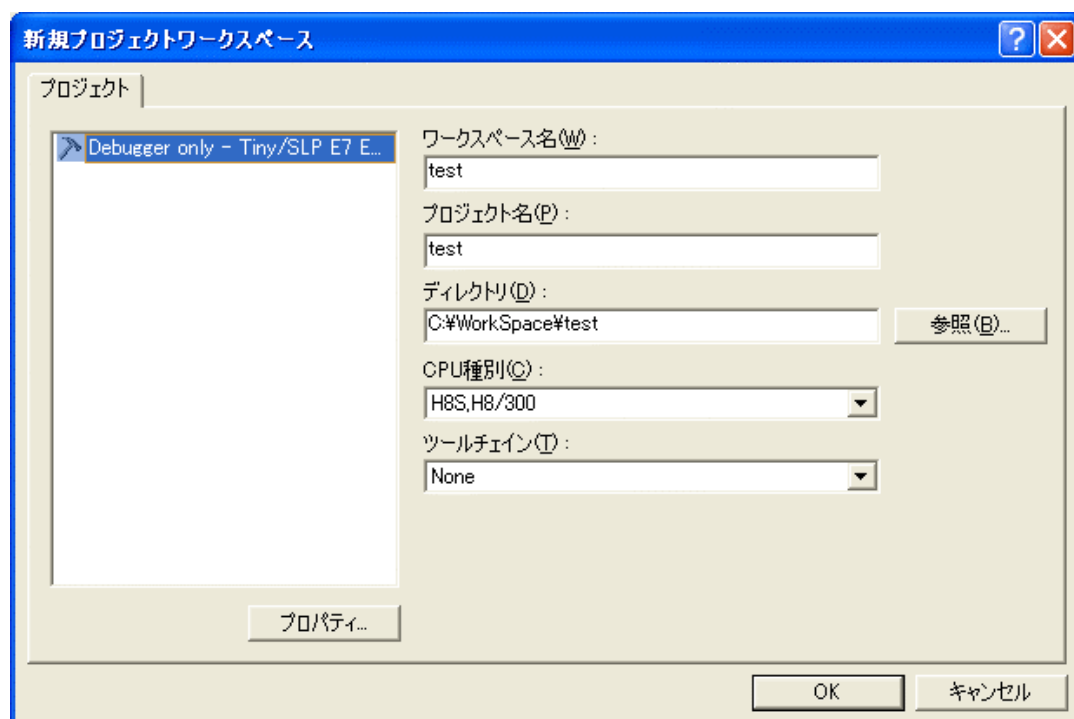 新規プロジェクトワークスペース
プロジェクト
Debugger only - Tiny/SLP E7 E...
ワークスペース名(W):
test
プロジェクト名(P):
test
ディレクトリ(D):
C:¥WorkSpace¥test
参照(B)...
CPU種別(C):
H8S,H8/300
ツールチェイン(T):
None
プロパティ...
OK
キャンセル